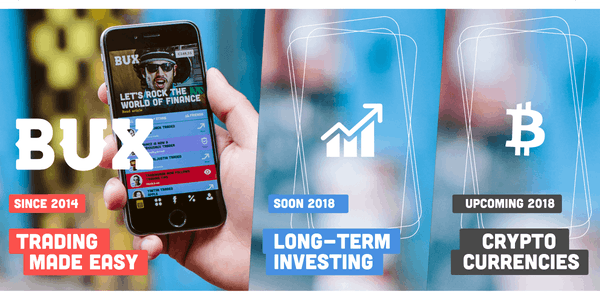 BUX
LET'S ROCK THE
WORLD OF FINANCE
BUX
SINCE 2014
TRADING
MADE EASY
SOON 2018
LONG-TERM
INVESTING
UPCOMING 2018
CRYPTO
CURRENCIES